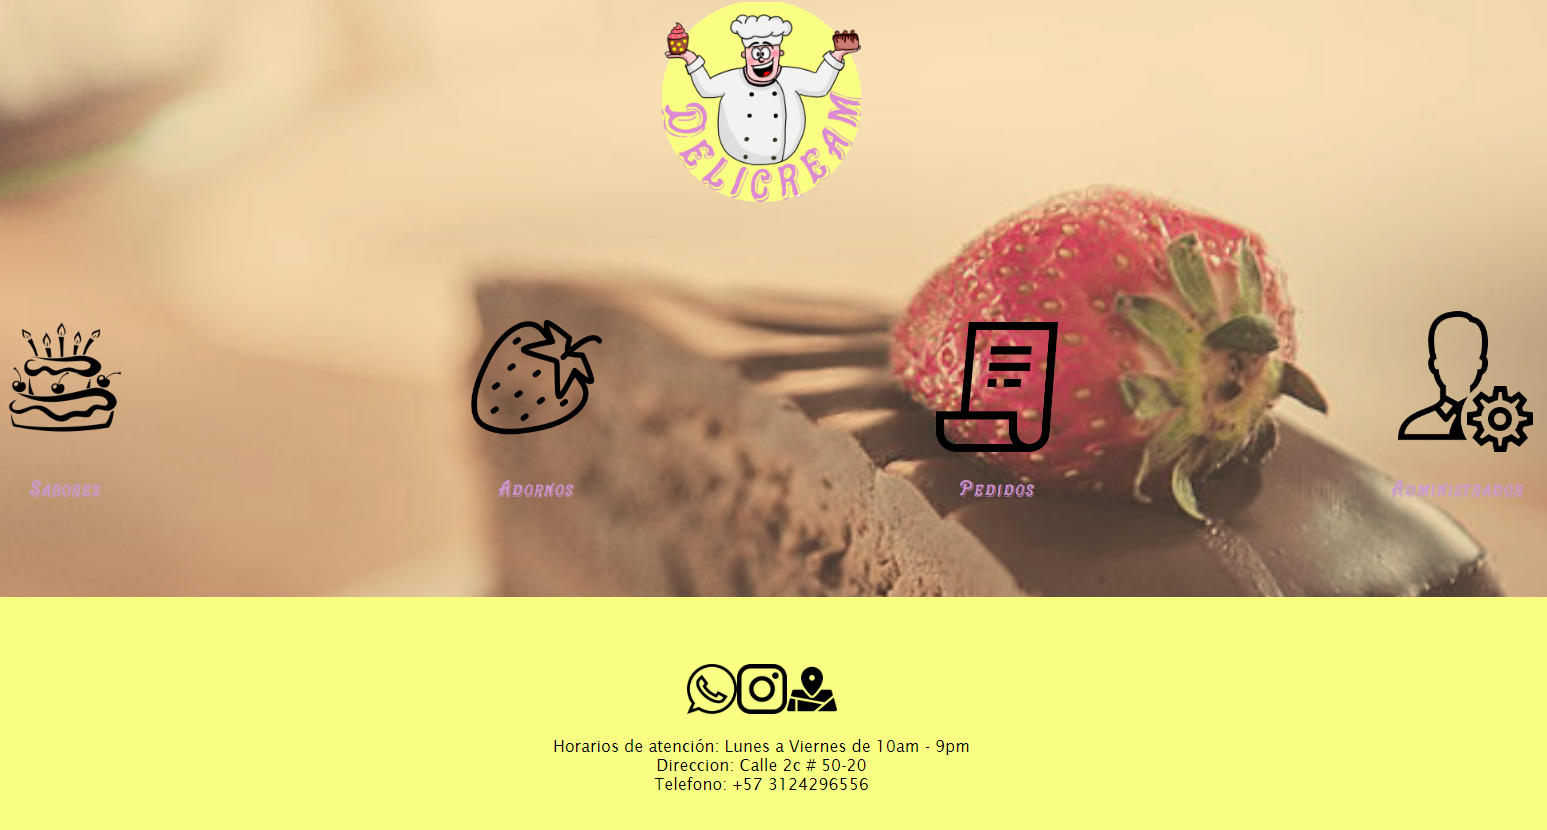 DELICREAM
Sabores
Adornos
Pedidos
Administrador
Horarios de atención: Lunes a Viernes de 10am - 9pm
Direccion: Calle 2c # 50-20
Telefono: +57 3124296556